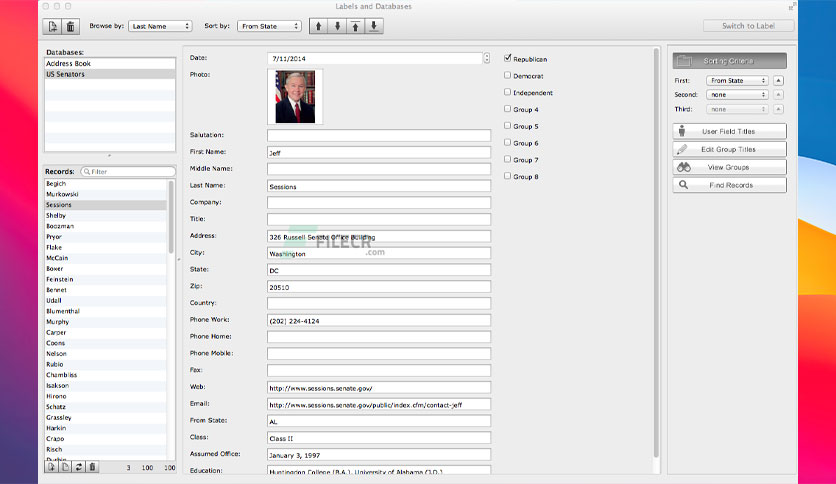 Labels and Databases
Browse by: Last Name Sort by: From State Switch to Label
Databases:
Address Book
US Senators
Records: Filter
Begich
Murkowski
Sessions
Shelby
Boozman
Pryor
Flake
McCain
Boxer
Feinstein
Bennet
Udall
Blumenthal
Murphy
Carper
Coons
Nelson
Rubio
Chambliss
Isakson
Hirono
Schatz
Grassley
Harkin
Crapo
Risch
Durbin
3 100 100
Date: 7/11/2014
Photo:
Salutation:
First Name: Jeff
Middle Name:
Last Name: Sessions
Company:
Title:
Address: 326 Russell Senate Office Building
FILECR
.com
City: Washington
State: DC
Zip: 20510
Country:
Phone Work: (202) 224-4124
Phone Home:
Phone Mobile:
Fax:
Web: http://www.sessions.senate.gov/
Email: http://www.sessions.senate.gov/public/index.cfm/contact-jeff
From State: AL
Class: Class II
Assumed Office: January 3, 1997
Education: Huntingdon College (B.A.), University of Alabama (J.D.)
Republican
Democrat
Independent
Group 4
Group 5
Group 6
Group 7
Group 8
Sorting Criteria
First: From State
Second: none
Third: none
User Field Titles
Edit Group Titles
View Groups
Find Records